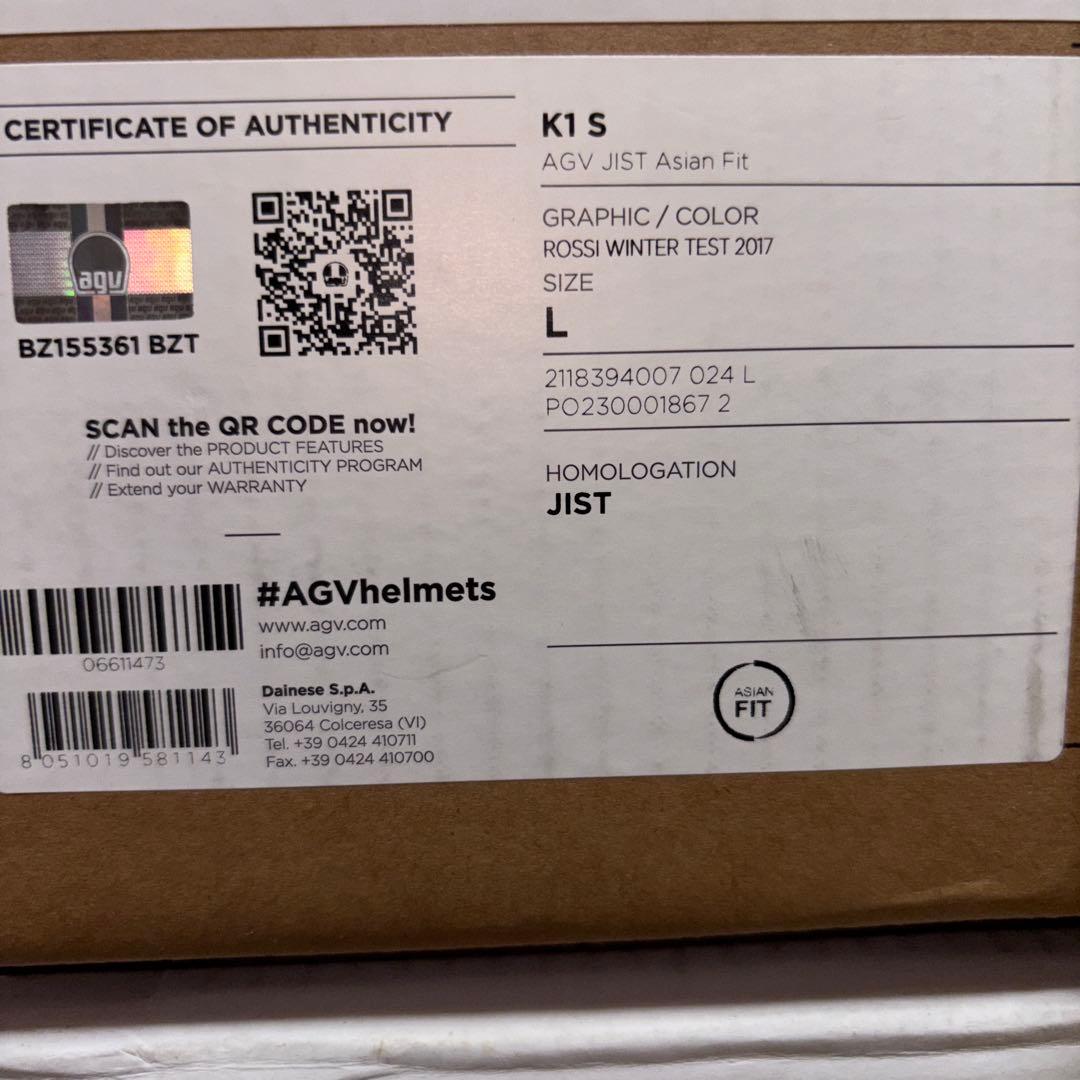 CERTIFICATE OF AUTHENTICITY
agv
BZ155361 BZT
SCAN the QR CODE now!
// Discover the PRODUCT FEATURES
// Find out our AUTHENTICITY PROGRAM
// Extend your WARRANTY
06611473
8 051019 581143
#AGVhelmets
www.agv.com
info@agv.com
Dainese S.p.A.
Via Louvigny, 35
36064 Colceresa (VI)
Tel. +39 0424 410711
Fax. +39 0424 410700
K1 S
AGV JIST Asian Fit
GRAPHIC / COLOR
ROSSI WINTER TEST 2017
SIZE
L
2118394007 024 L
PO230001867 2
HOMOLOGATION
JIST
ASIAN
FIT